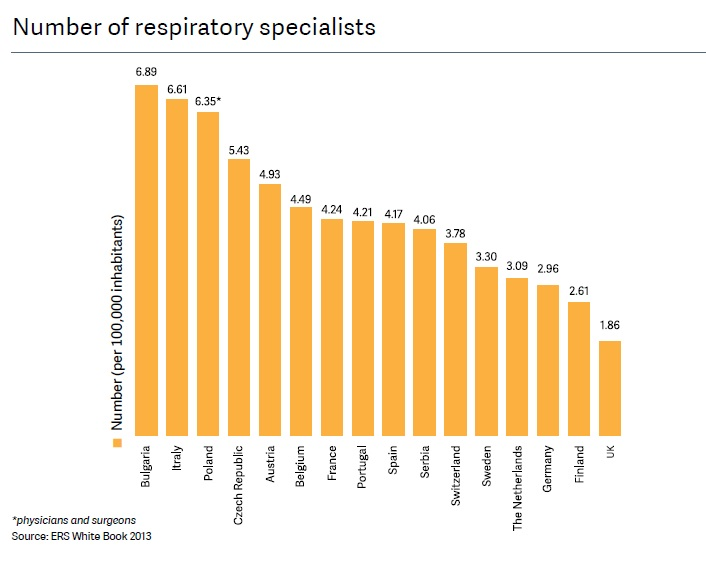 Number of respiratory specialists
6.89
6.61
6.35*
5.43
4.93
4.49
4.24
4.21
4.17
4.06
3.78
3.30
3.09
2.96
2.61
1.86
Number (per 100,000 inhabitants)
Bulgaria
Italy
Poland
Czech Republic
Austria
Belgium
France
Portugal
Spain
Serbia
Switzerland
Sweden
The Netherlands
Germany
Finland
UK
*physicians and surgeons
Source: ERS White Book 2013